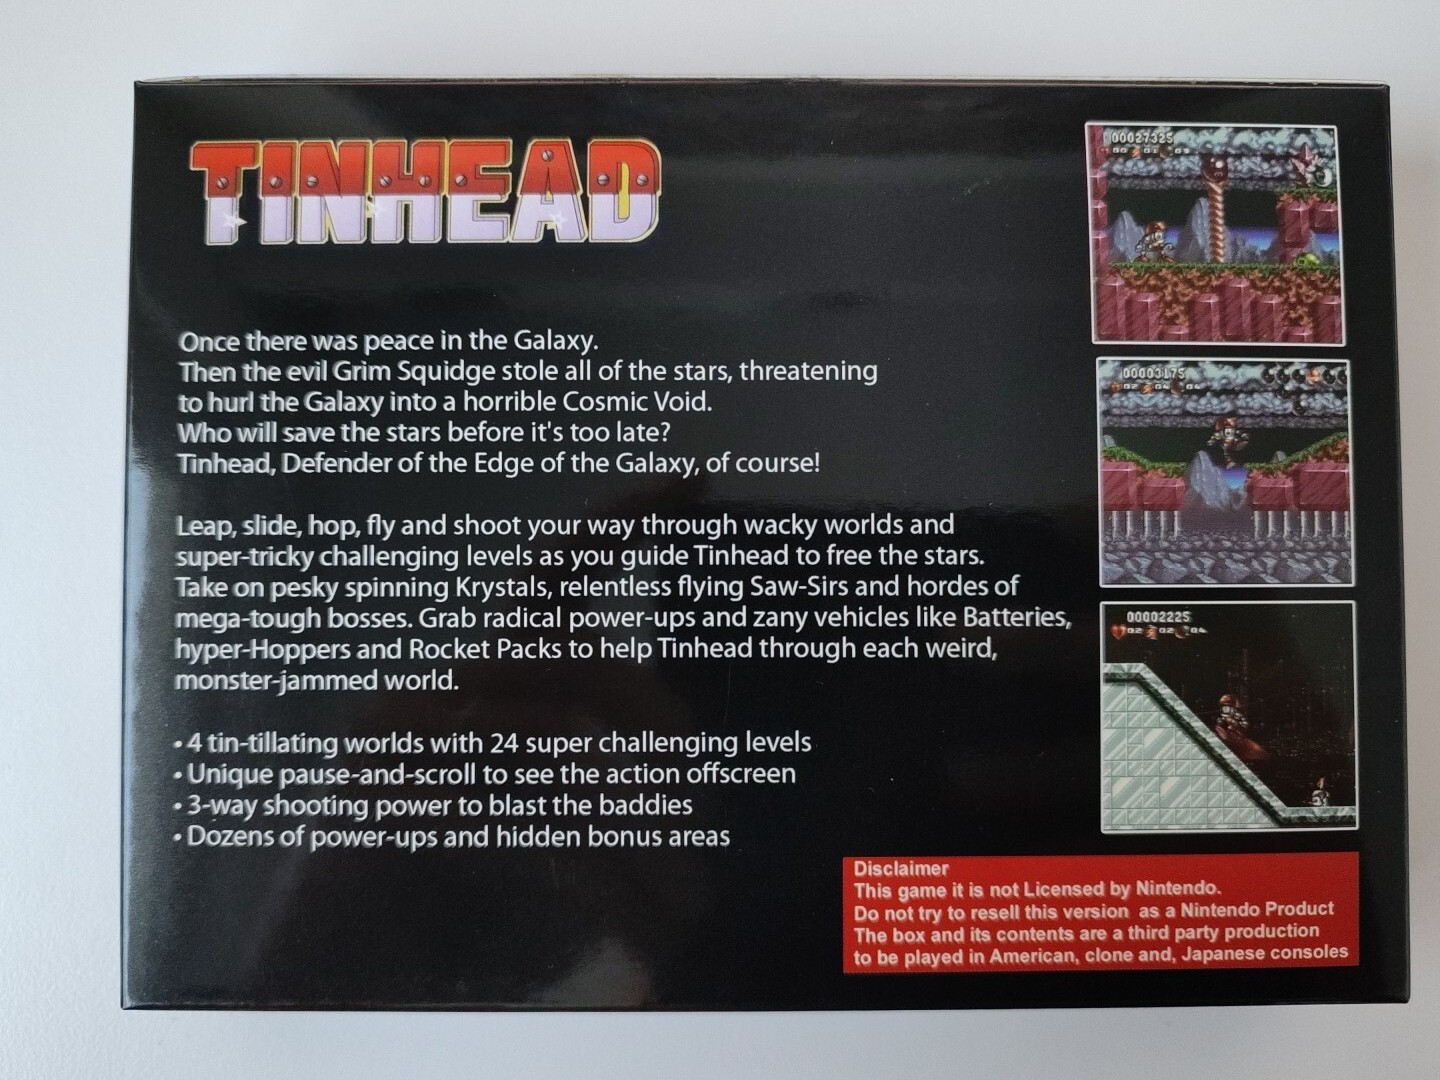 TINHEAD
Once there was peace in the Galaxy.
Then the evil Grim Squidge stole all of the stars, threatening
to hurl the Galaxy into a horrible Cosmic Void.
Who will save the stars before it's too late?
Tinhead, Defender of the Edge of the Galaxy, of course!
Leap, slide, hop, fly and shoot your way through wacky worlds and
super-tricky challenging levels as you guide Tinhead to free the stars.
Take on pesky spinning Krystals, relentless flying Saw-Sirs and hordes of
mega-tough bosses. Grab radical power-ups and zany vehicles like Batteries,
hyper-Hoppers and Rocket Packs to help Tinhead through each weird,
monster-jammed world.
• 4 tin-tillating worlds with 24 super challenging levels
• Unique pause-and-scroll to see the action offscreen
• 3-way shooting power to blast the baddies
• Dozens of power-ups and hidden bonus areas
00027325
00003175
02 04 04
00002225
02 02 04
Disclaimer
This game it is not Licensed by Nintendo.
Do not try to resell this version as a Nintendo Product
The box and its contents are a third party production
to be played in American, clone and, Japanese consoles